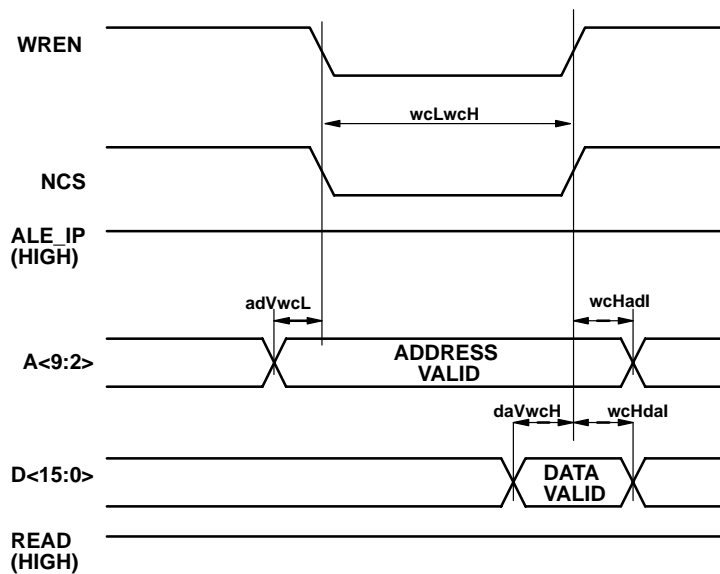 WREN
wcLwcH
NCS
ALE_IP
(HIGH)
adVwcL
wcHadI
A<9:2>
ADDRESS
VALID
daVwcH
wcHdaI
D<15:0>
DATA
VALID
READ
(HIGH)